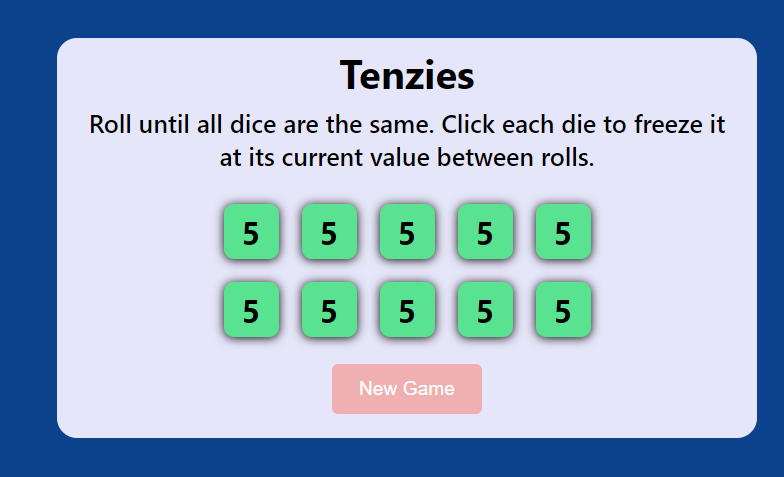 Tenzies
Roll until all dice are the same. Click each die to freeze it
at its current value between rolls.
5 5 5 5 5
5 5 5 5 5
New Game